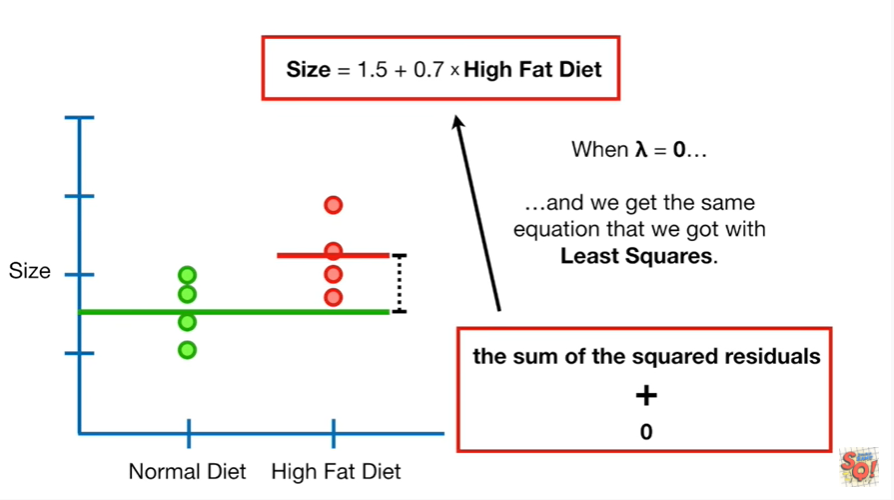 Size = 1.5 + 0.7 × High Fat Diet
When λ = 0…
…and we get the same
equation that we got with
Least Squares.
Size
the sum of the squared residuals
+
0
Normal Diet
High Fat Diet
SQ!